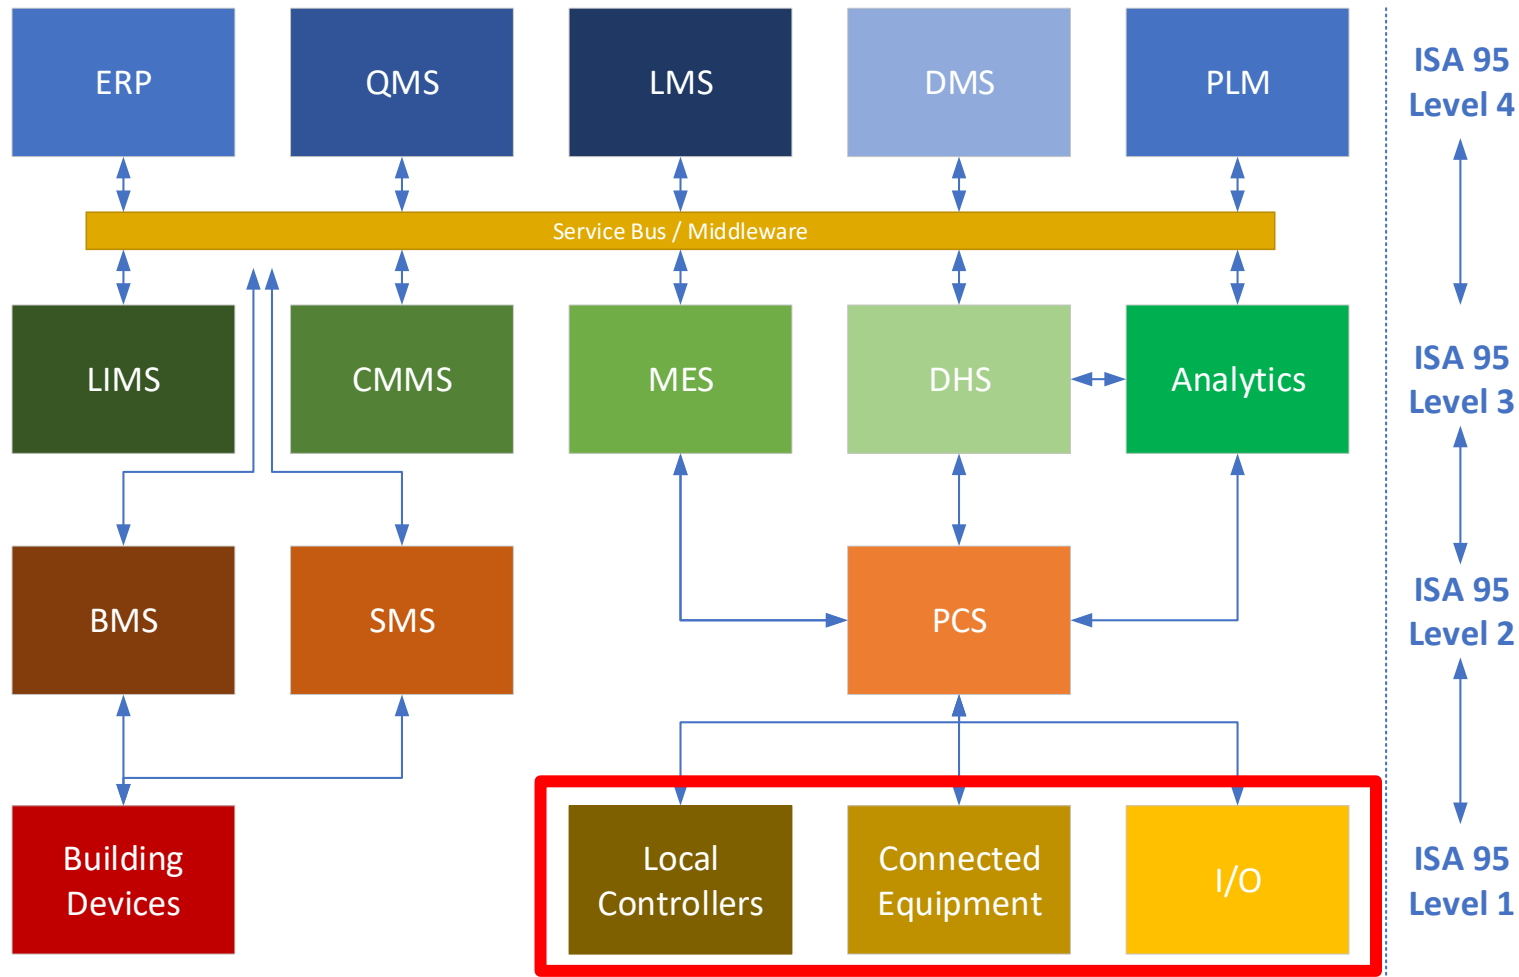 ERP
QMS
LMS
DMS
PLM
ISA 95
Level 4
Service Bus / Middleware
LIMS
CMMS
MES
DHS
Analytics
ISA 95
Level 3
BMS
SMS
PCS
ISA 95
Level 2
Building
Devices
Local
Controllers
Connected
Equipment
I/O
ISA 95
Level 1